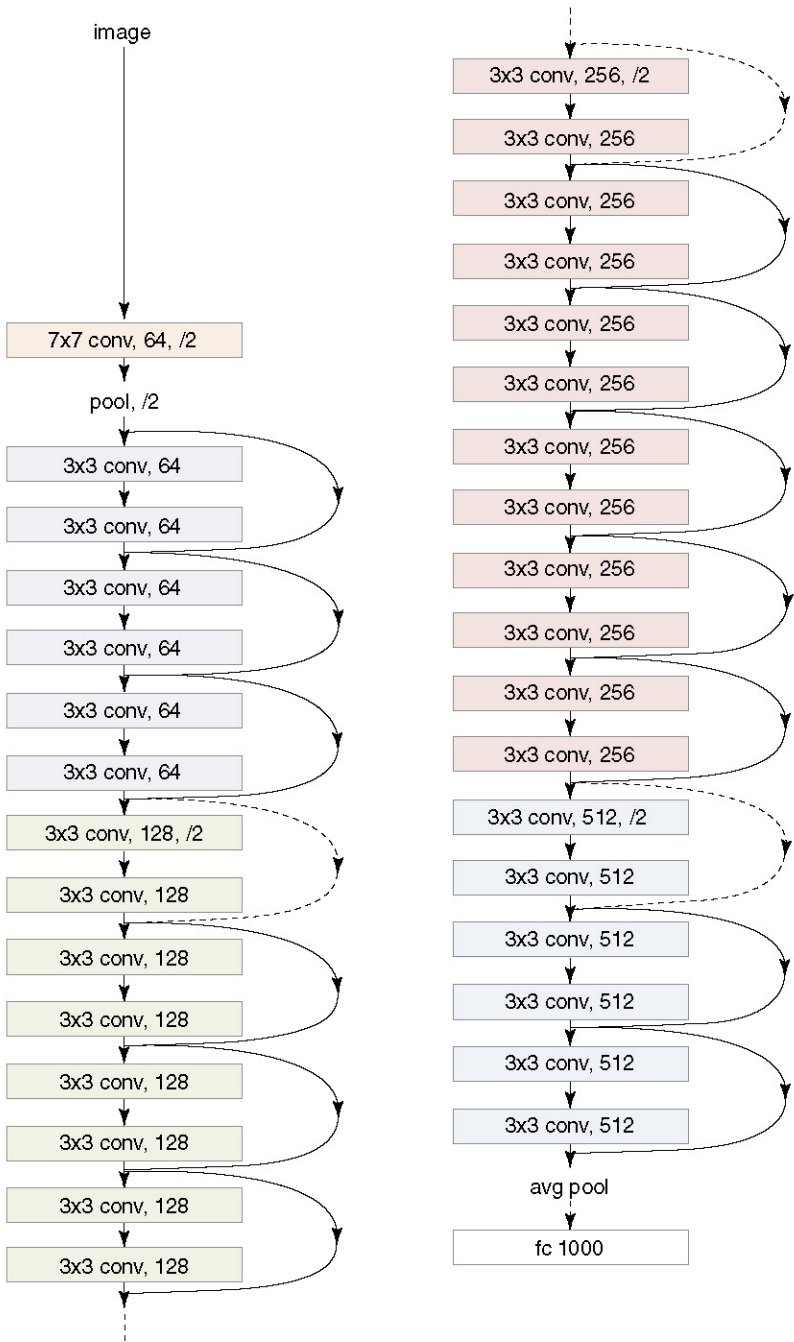 image
7x7 conv, 64, /2
pool, /2
3x3 conv, 64
3x3 conv, 64
3x3 conv, 64
3x3 conv, 64
3x3 conv, 64
3x3 conv, 64
3x3 conv, 128, /2
3x3 conv, 128
3x3 conv, 128
3x3 conv, 128
3x3 conv, 128
3x3 conv, 128
3x3 conv, 128
3x3 conv, 128
3x3 conv, 256, /2
3x3 conv, 256
3x3 conv, 256
3x3 conv, 256
3x3 conv, 256
3x3 conv, 256
3x3 conv, 256
3x3 conv, 256
3x3 conv, 256
3x3 conv, 256
3x3 conv, 256
3x3 conv, 256
3x3 conv, 512, /2
3x3 conv, 512
3x3 conv, 512
3x3 conv, 512
3x3 conv, 512
3x3 conv, 512
avg pool
fc 1000